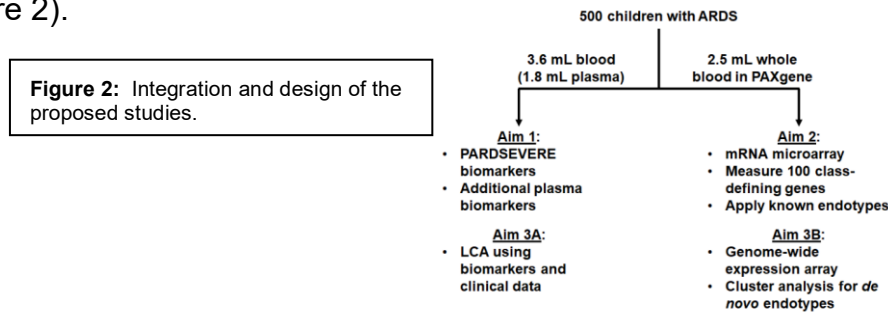 re 2).
Figure 2: Integration and design of the
proposed studies.
500 children with ARDS
3.6 mL blood
(1.8 mL plasma)
2.5 mL whole
blood in PAXgene
Aim 1:
• PARDSEVERE
biomarkers
• Additional plasma
biomarkers
Aim 3A:
• LCA using
biomarkers and
clinical data
Aim 2:
• mRNA microarray
• Measure 100 class-
defining genes
• Apply known endotypes
Aim 3B:
• Genome-wide
expression array
• Cluster analysis for de
novo endotypes